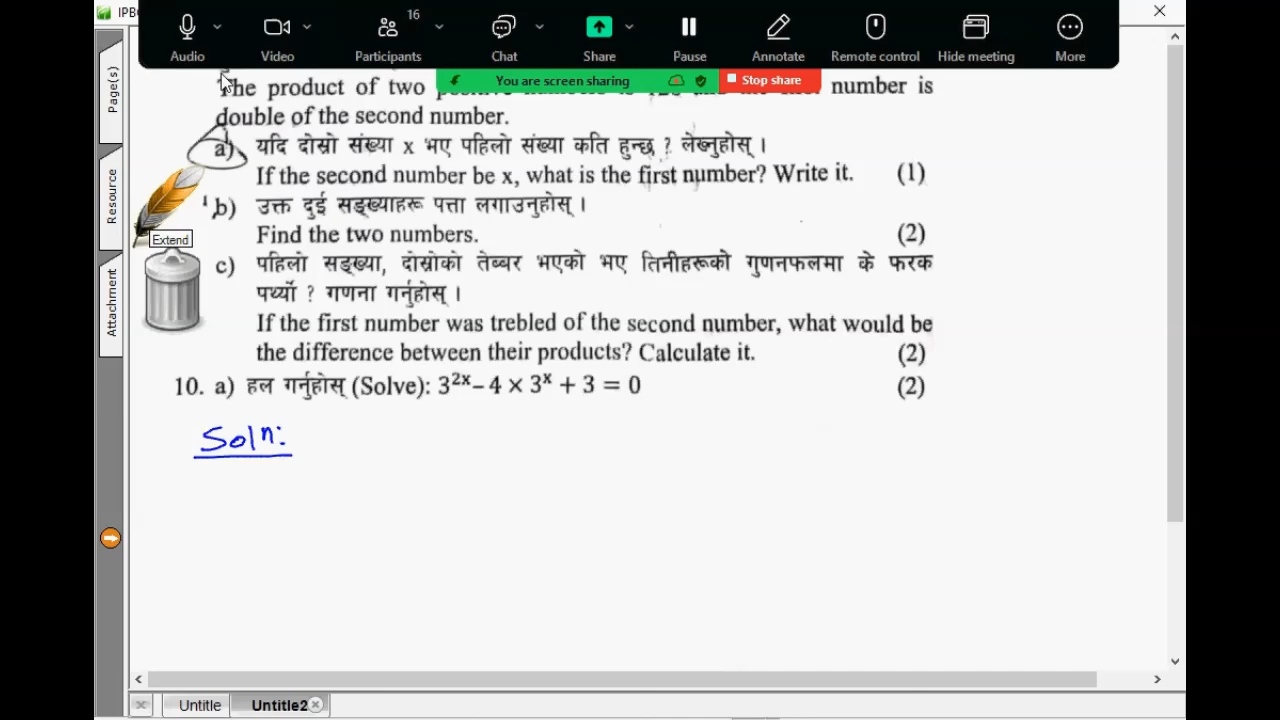 IPB
16
Audio
Video
Participants
Chat
Share
Pause
Annotate
Remote control
Hide meeting
More
You are screen sharing
Stop share
The product of two number is
double of the second number.
a) यदि दोस्रो संख्या x भए पहिलो संख्या कति हुन्छ ? लेख्नुहोस् ।
If the second number be x, what is the first number? Write it. (1)
b) उक्त दुई सङ्ख्याहरू पत्ता लगाउनुहोस् ।
Find the two numbers. (2)
c) पहिलो सङ्ख्या, दोस्रोको तेब्बर भएको भए तिनीहरूको गुणनफलमा के फरक
पर्थ्यो ? गणना गर्नुहोस् ।
If the first number was trebled of the second number, what would be
the difference between their products? Calculate it. (2)
10. a) हल गर्नुहोस् (Solve): 3²ˣ – 4 × 3ˣ + 3 = 0 (2)
Solⁿ:
Page(s)
Resource
Attachment
Extend
Untitle
Untitle2